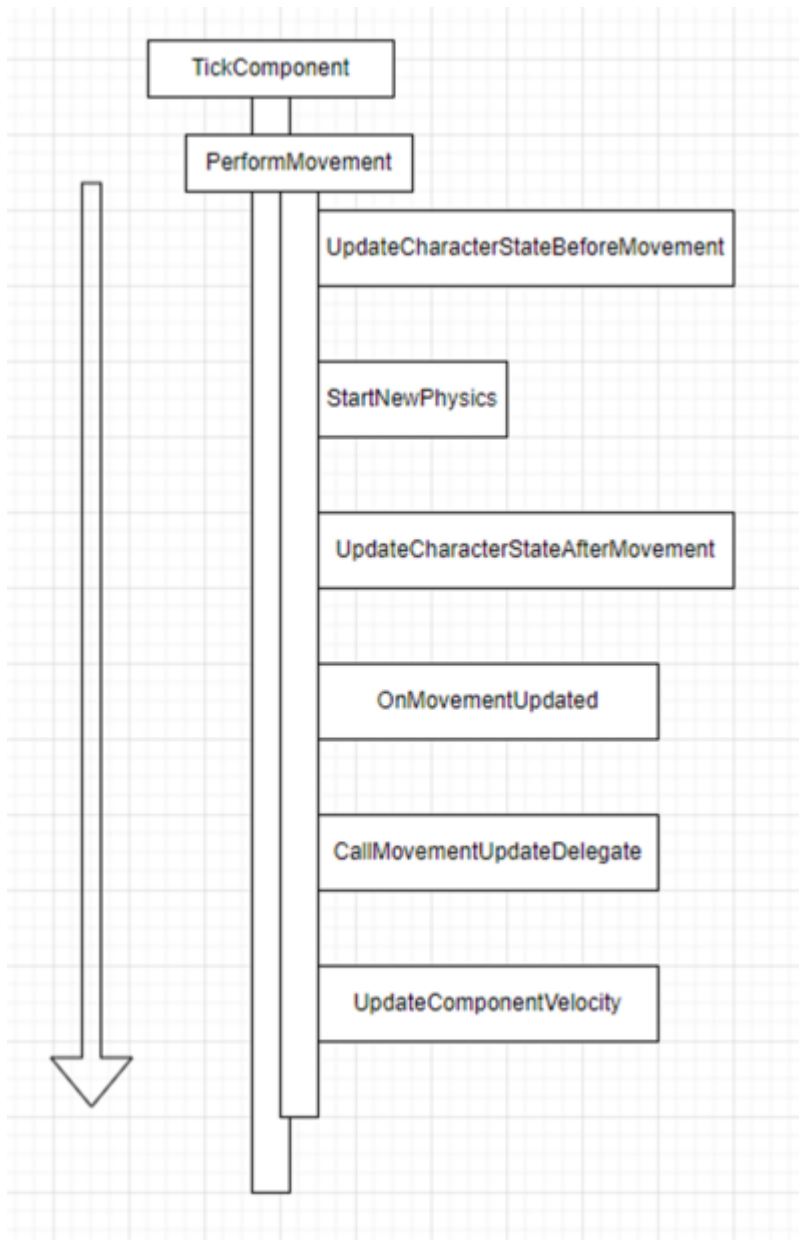 TickComponent
PerformMovement
UpdateCharacterStateBeforeMovement
StartNewPhysics
UpdateCharacterStateAfterMovement
OnMovementUpdated
CallMovementUpdateDelegate
UpdateComponentVelocity